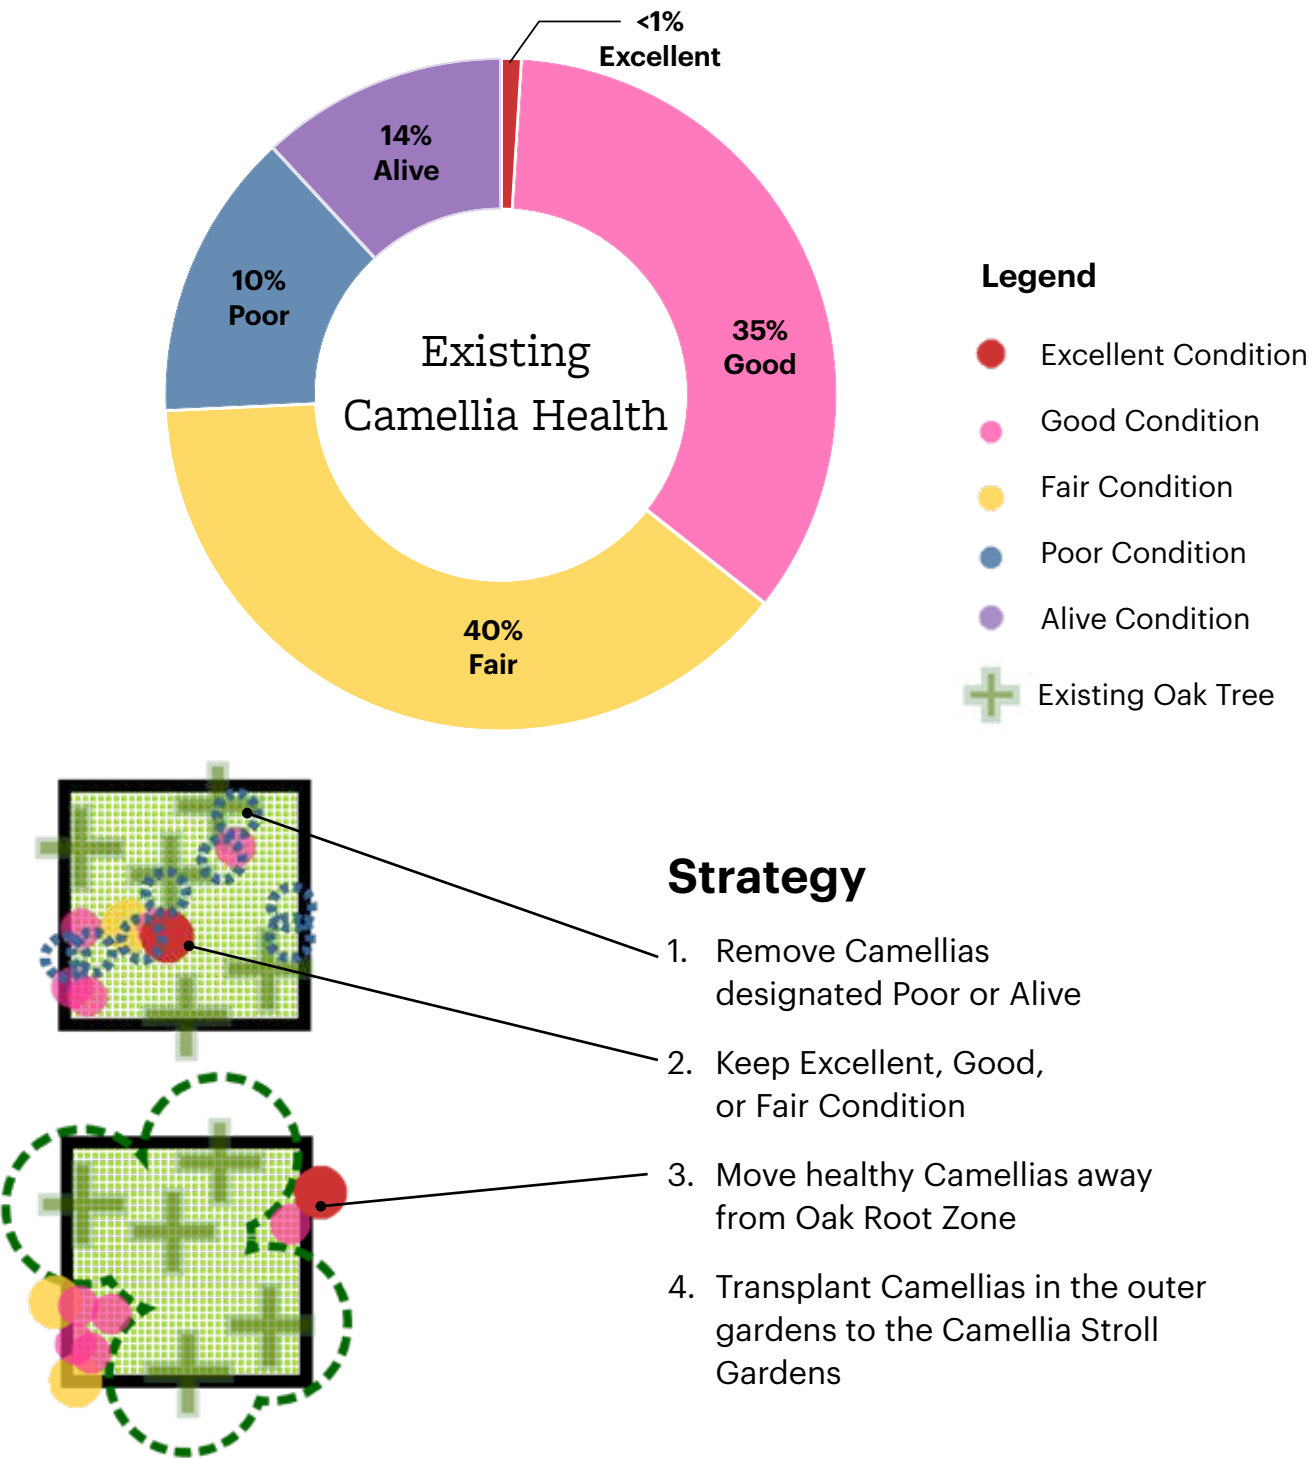 <1%
Excellent
14%
Alive
10%
Poor
35%
Good
Existing
Camellia Health
40%
Fair
Legend
Excellent Condition
Good Condition
Fair Condition
Poor Condition
Alive Condition
Existing Oak Tree
Strategy
1. Remove Camellias
designated Poor or Alive
2. Keep Excellent, Good,
or Fair Condition
3. Move healthy Camellias away
from Oak Root Zone
4. Transplant Camellias in the outer
gardens to the Camellia Stroll
Gardens